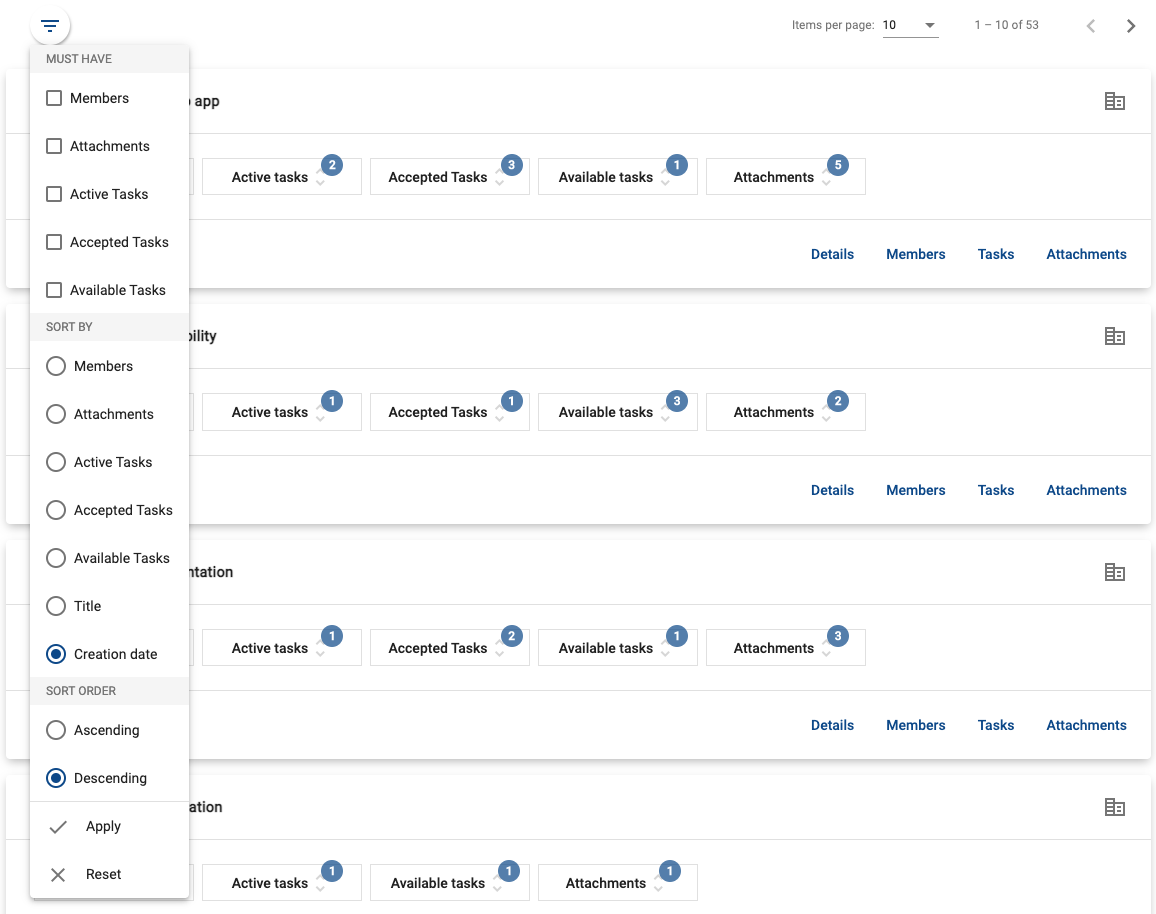 Items per page: 10 1 – 10 of 53
MUST HAVE
Members
Attachments
Active Tasks
Accepted Tasks
Available Tasks
SORT BY
Members
Attachments
Active Tasks
Accepted Tasks
Available Tasks
Title
Creation date
SORT ORDER
Ascending
Descending
Apply
Reset
app
Active tasks 2 Accepted Tasks 3 Available tasks 1 Attachments 5
Details Members Tasks Attachments
bility
Active tasks 1 Accepted Tasks 1 Available tasks 3 Attachments 2
Details Members Tasks Attachments
ntation
Active tasks 1 Accepted Tasks 2 Available tasks 1 Attachments 3
Details Members Tasks Attachments
ation
Active tasks 1 Available tasks 1 Attachments 1